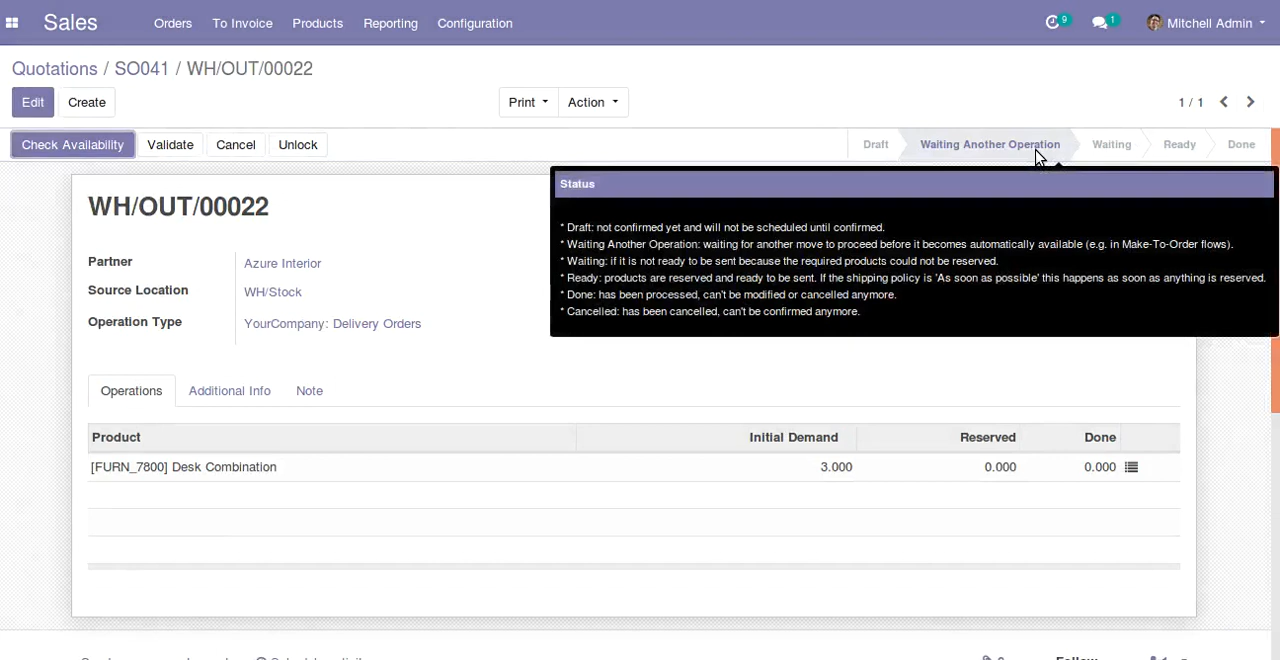 Sales Orders To Invoice Products Reporting Configuration 9 1 Mitchell Admin
Quotations / SO041 / WH/OUT/00022
Edit Create Print Action 1 / 1
Check Availability Validate Cancel Unlock Draft Waiting Another Operation Waiting Ready Done
Status
WH/OUT/00022
* Draft: not confirmed yet and will not be scheduled until confirmed.
* Waiting Another Operation: waiting for another move to proceed before it becomes automatically available (e.g. in Make-To-Order flows).
* Waiting: if it is not ready to be sent because the required products could not be reserved.
* Ready: products are reserved and ready to be sent. If the shipping policy is 'As soon as possible' this happens as soon as anything is reserved.
* Done: has been processed, can't be modified or cancelled anymore.
* Cancelled: has been cancelled, can't be confirmed anymore.
Partner Azure Interior
Source Location WH/Stock
Operation Type YourCompany: Delivery Orders
Operations Additional Info Note
Product Initial Demand Reserved Done
[FURN_7800] Desk Combination 3.000 0.000 0.000